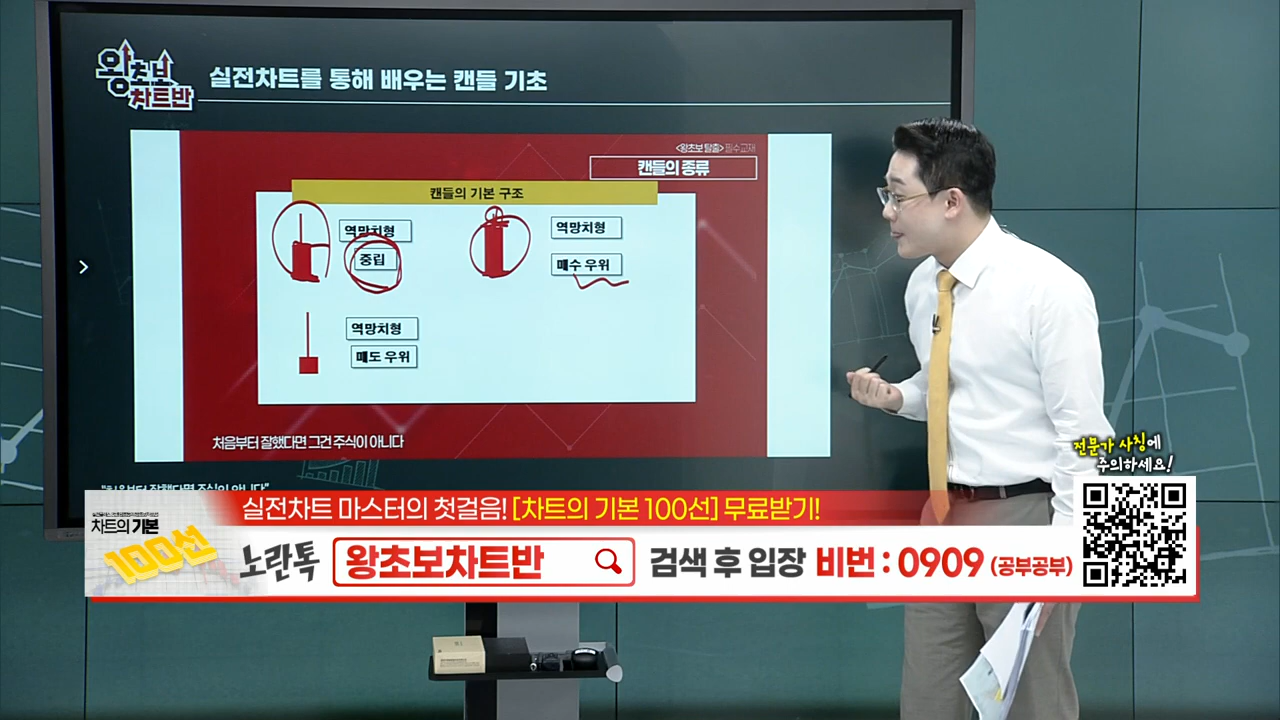 왕초보
차트반
실전차트를 통해 배우는 캔들 기초
<왕초보 탈출> 필수교재
캔들의 종류
캔들의 기본 구조
역망치형
중립
역망치형
매수 우위
역망치형
매도 우위
처음부터 잘했다면 그건 주식이 아니다
전문가 사칭에
주의하세요!
차트의 기본
100선
실전차트 마스터의 첫걸음! [차트의 기본 100선] 무료받기!
노란톡 왕초보차트반 검색 후 입장 비번 : 0909 (공부공부)